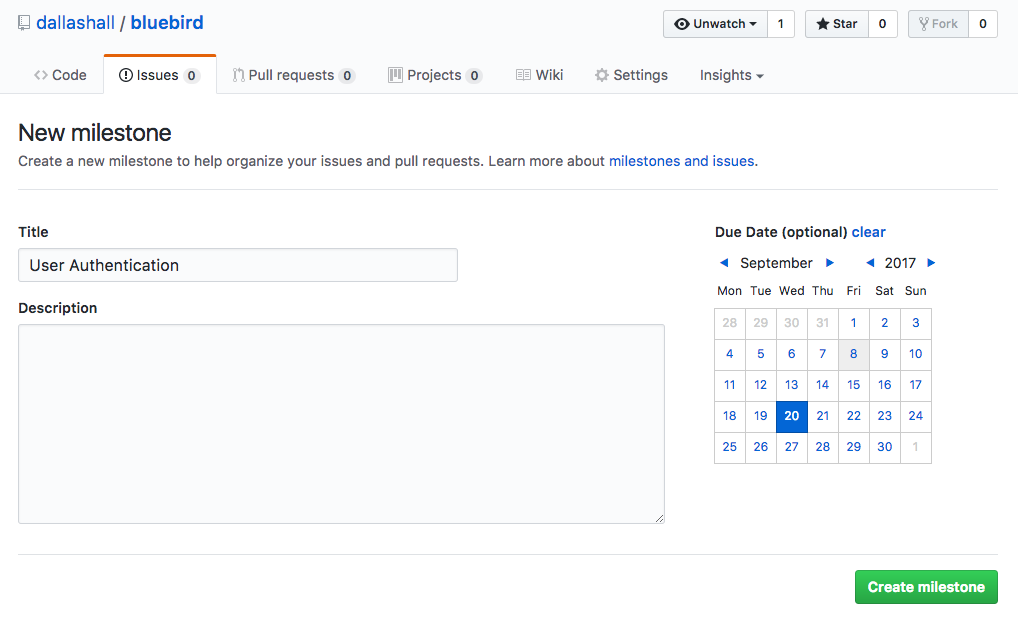 dallashall / bluebird
Unwatch 1 Star 0 Fork 0
Code Issues 0 Pull requests 0 Projects 0 Wiki Settings Insights
New milestone
Create a new milestone to help organize your issues and pull requests. Learn more about milestones and issues.
Title
User Authentication
Description
Due Date (optional) clear
September 2017
Mon Tue Wed Thu Fri Sat Sun
28 29 30 31 1 2 3
4 5 6 7 8 9 10
11 12 13 14 15 16 17
18 19 20 21 22 23 24
25 26 27 28 29 30 1
Create milestone